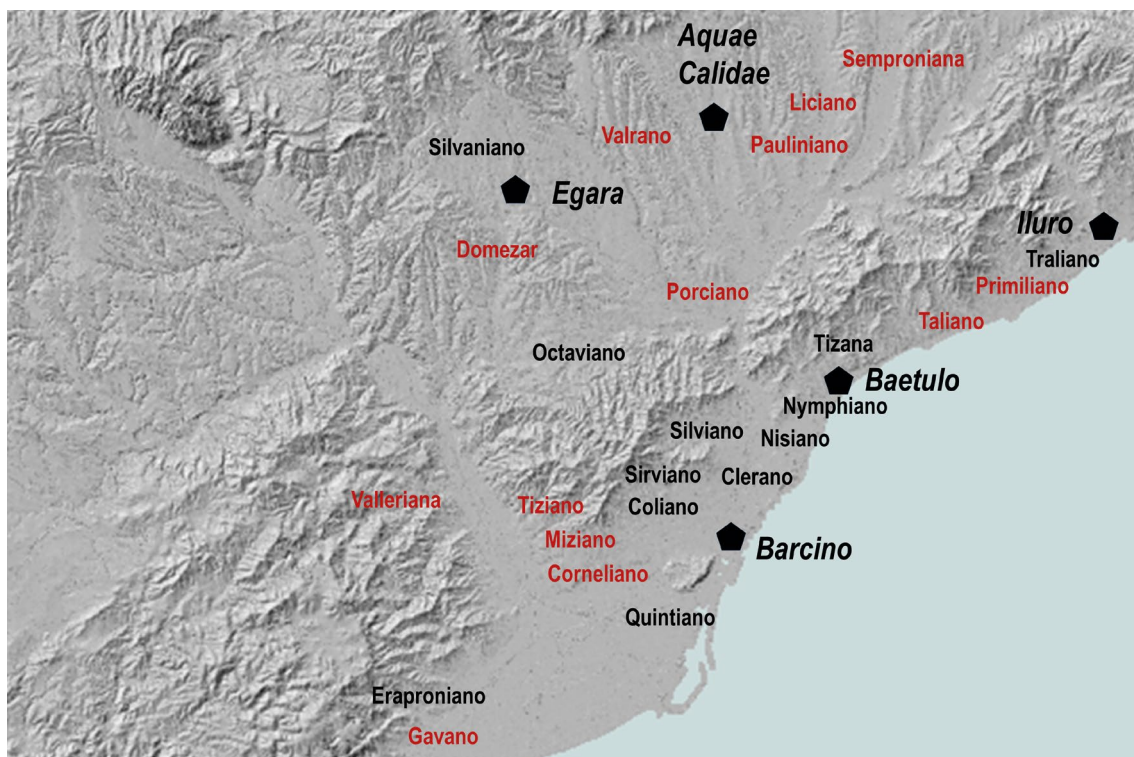 Aquae
Calidae
Semproniana
Liciano
Valrano
Pauliniano
Silvaniano
Egara
Iluro
Domezar
Traliano
Primiliano
Porciano
Taliano
Tizana
Octaviano
Baetulo
Nymphiano
Silviano
Nisiano
Sirviano
Clerano
Valleriana
Tiziano
Coliano
Miziano
Barcino
Corneliano
Quintiano
Eraproniano
Gavano